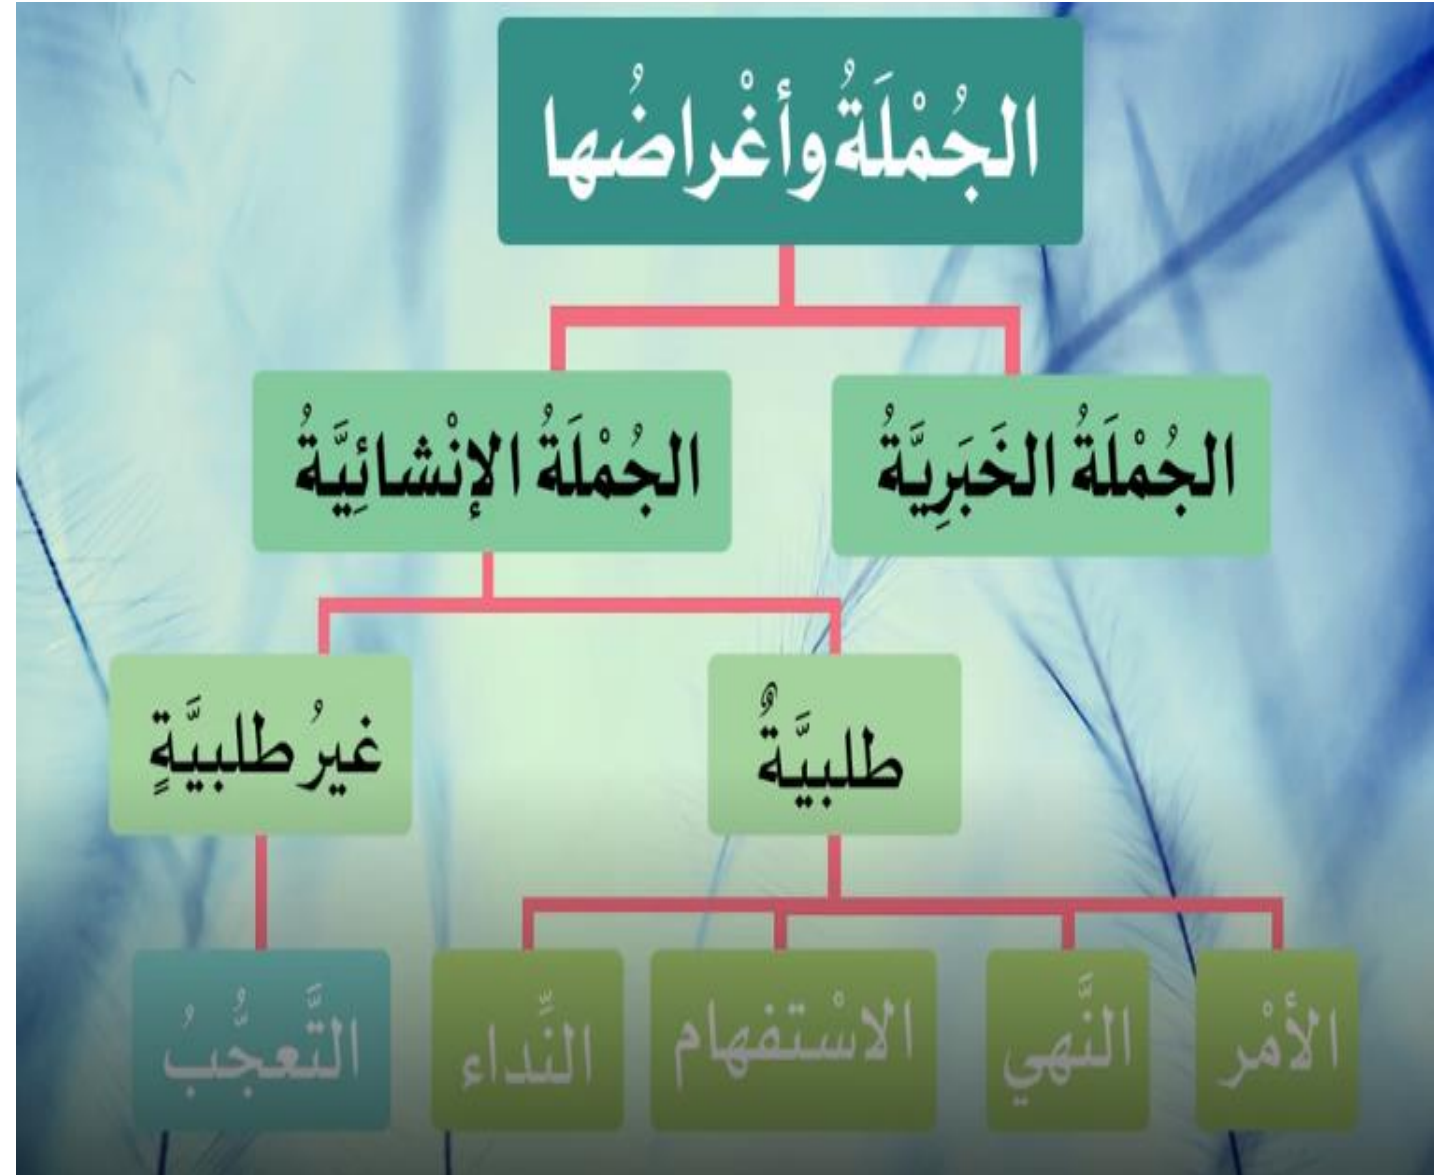 الجُمْلَةُ وأغْراضُها
الجُمْلَةُ الخَبَرِيَّةُ
الجُمْلَةُ الإنْشائِيَّةُ
طلبيَّةٌ
غيرُ طلبيَّةٍ
الأمْر
النَّهي
الاسْتفهام
النِّداء
التَّعجُّبُ